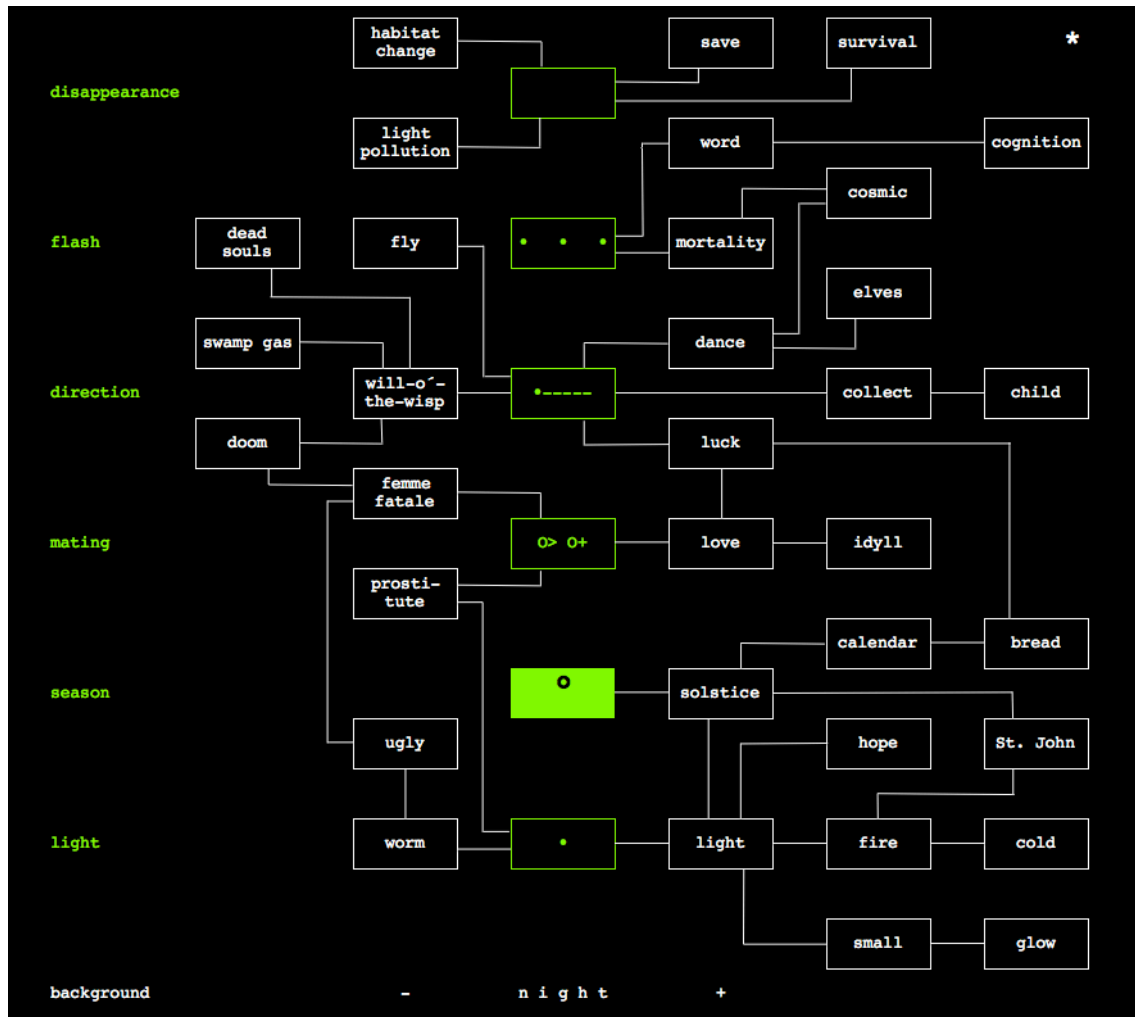 habitat
change
save
survival
*
disappearance
light
pollution
word
cognition
cosmic
flash
dead
souls
fly
• • •
mortality
elves
swamp gas
dance
direction
will-o´-
the-wisp
•-----
collect
child
doom
luck
femme
fatale
mating
O> O+
love
idyll
prosti-
tute
calendar
bread
season
o
solstice
ugly
hope
St. John
light
worm
•
light
fire
cold
small
glow
background
-
n i g h t
+